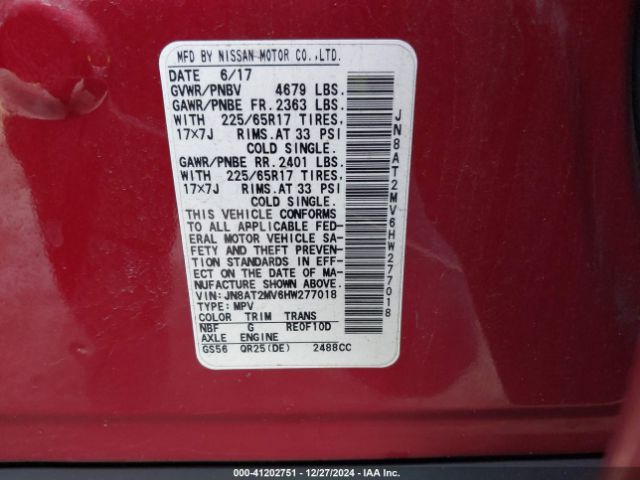 MFD BY NISSAN MOTOR CO.,LTD.
DATE 6/17
GVWR/PNBV 4679 LBS.
GAWR/PNBE FR. 2363 LBS.
WITH 225/65R17 TIRES.
17×7J RIMS.AT 33 PSI
COLD SINGLE.
GAWR/PNBE RR. 2401 LBS.
WITH 225/65R17 TIRES.
17×7J RIMS.AT 33 PSI
COLD SINGLE.
THIS VEHICLE CONFORMS
TO ALL APPLICABLE FED-
ERAL MOTOR VEHICLE SA-
FETY AND THEFT PREVEN-
TION STANDARDS IN EFF-
ECT ON THE DATE OF MA-
NUFACTURE SHOWN ABOVE.
VIN:JN8AT2MV6HW277018
TYPE:MPV
COLOR TRIM TRANS
NBF G RE0F10D
AXLE ENGINE
GS56 QR25(DE) 2488CC
JN8AT2MV6HW277018
000-41202751 - 12/27/2024 - IAA Inc.